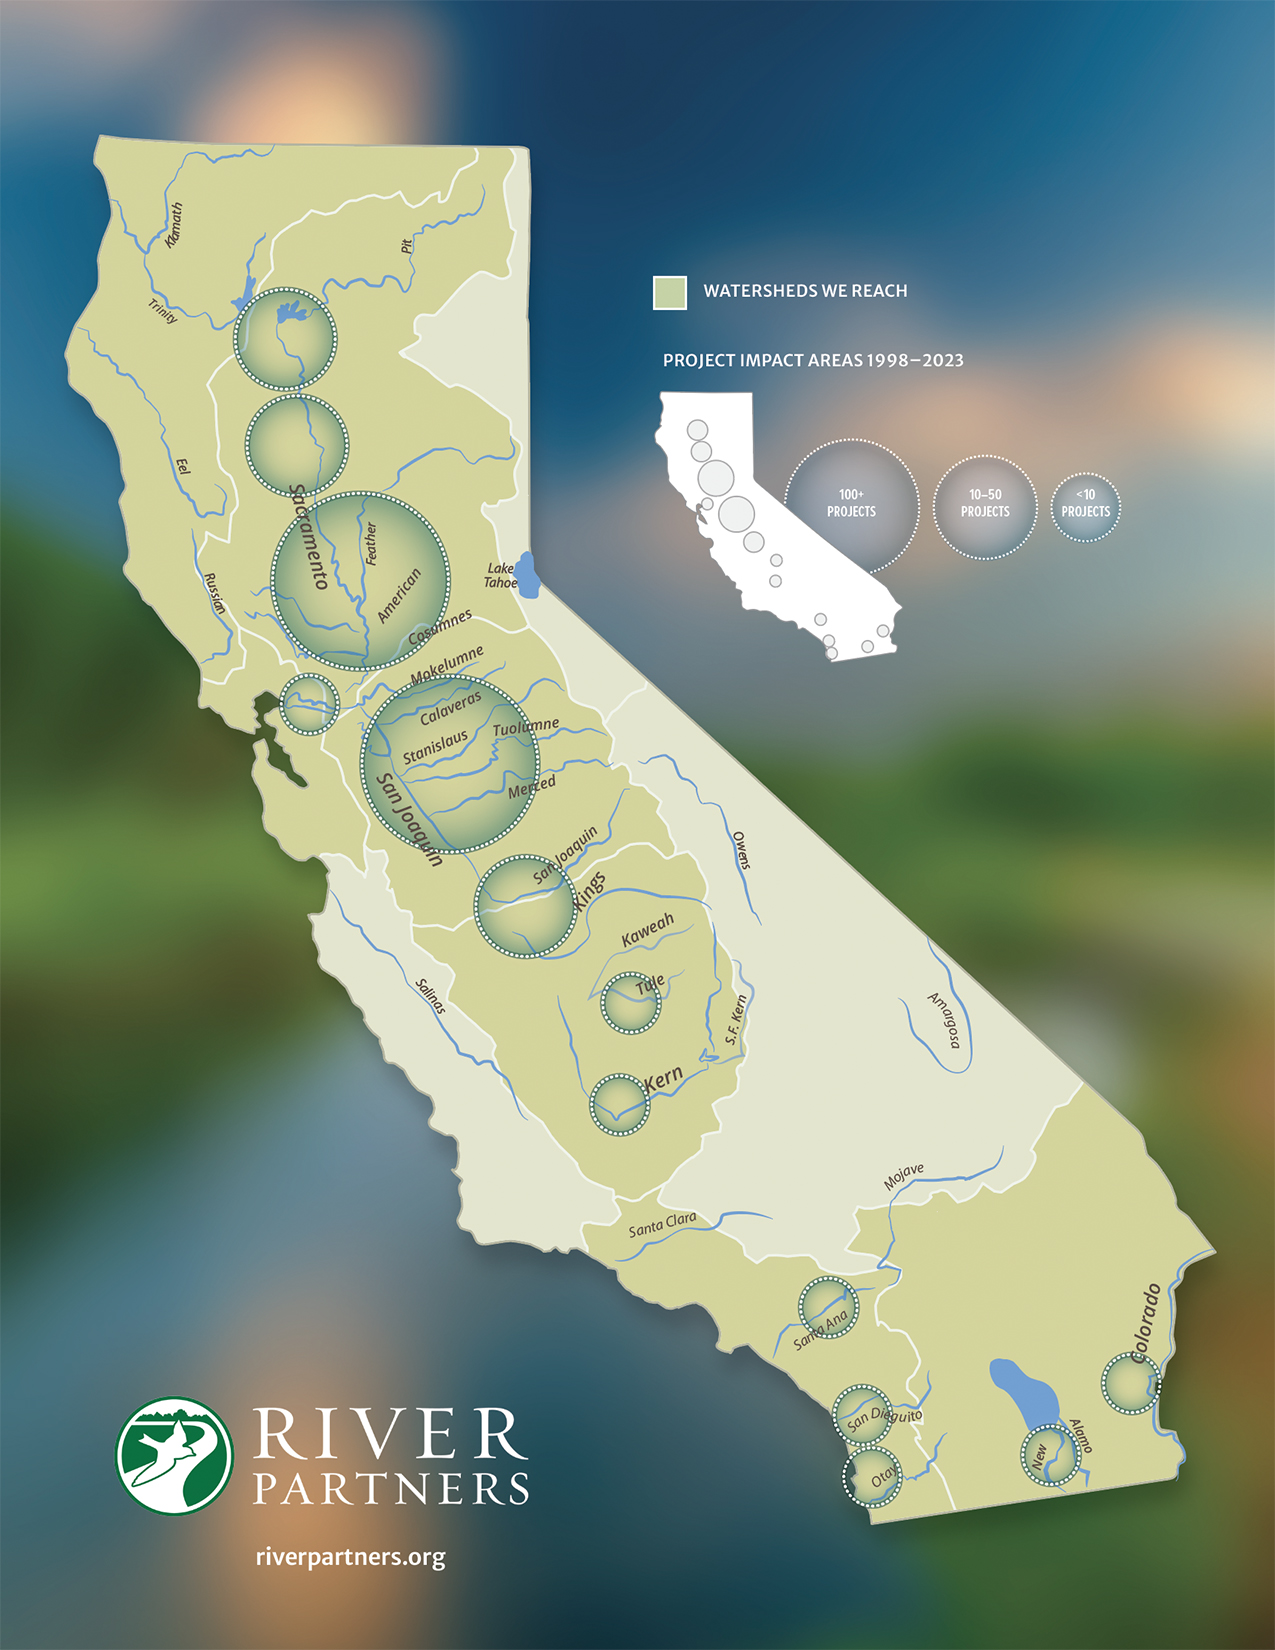 Klamath
Pit
Trinity
WATERSHEDS WE REACH
PROJECT IMPACT AREAS 1998–2023
100+
PROJECTS
10–50
PROJECTS
<10
PROJECTS
Eel
Sacramento
Feather
American
Lake
Tahoe
Russian
Cosumnes
Mokelumne
Calaveras
Stanislaus
Tuolumne
Merced
San Joaquin
San Joaquin
Kings
Owens
Kaweah
Tule
Salinas
S.F. Kern
Amargosa
Kern
Mojave
Santa Clara
Santa Ana
Colorado
San Dieguito
Otay
New
Alamo
RIVER
PARTNERS
riverpartners.org